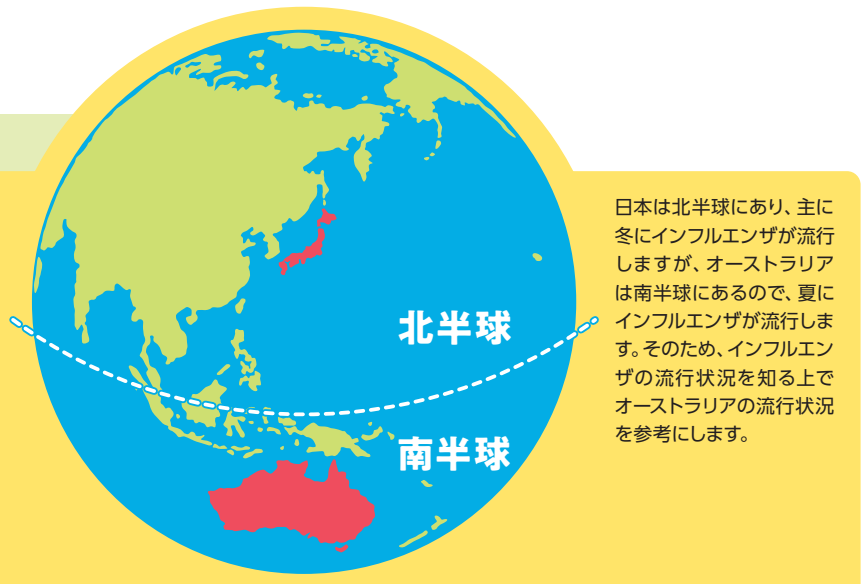 北半球
南半球
日本は北半球にあり、主に
冬にインフルエンザが流行
しますが、オーストラリア
は南半球にあるので、夏に
インフルエンザが流行しま
す。そのため、インフルエン
ザの流行状況を知る上で
オーストラリアの流行状況
を参考にします。